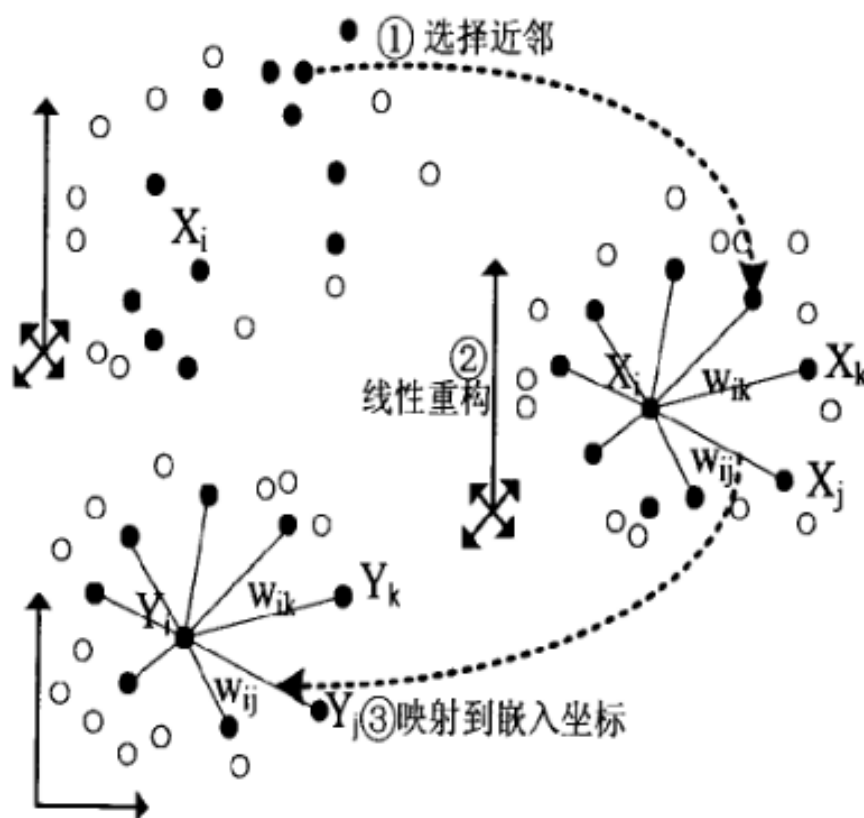 ① 选择近邻
X_i
②
线性重构
X_i
X_k
w_ik
w_ij
X_j
Y_i
w_ik
Y_k
w_ij
Y_j
③映射到嵌入坐标